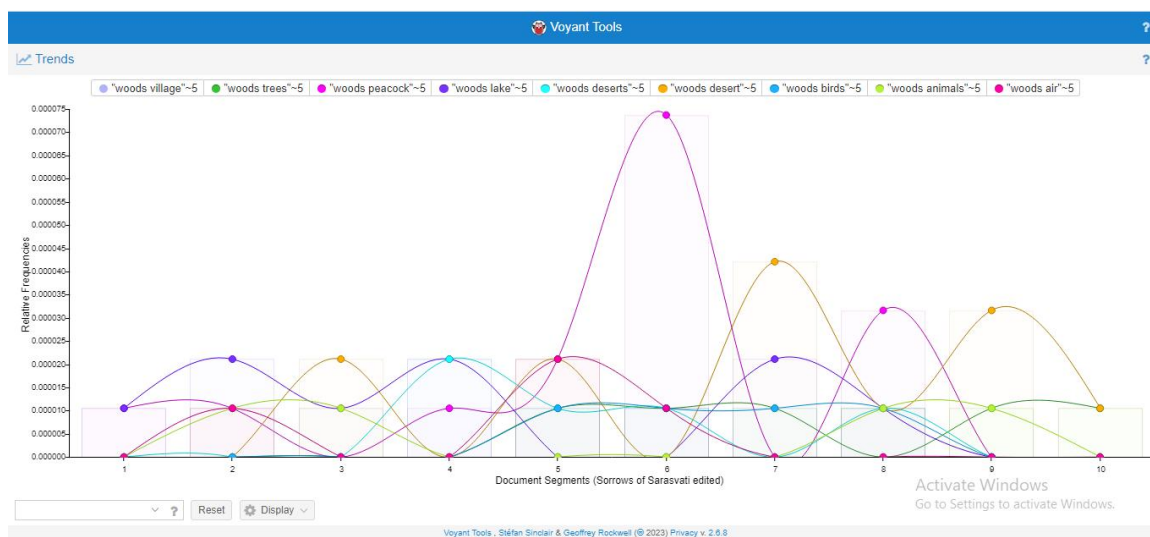 Voyant Tools
?
Trends
?
"woods village"~5 "woods trees"~5 "woods peacock"~5 "woods lake"~5 "woods deserts"~5 "woods desert"~5 "woods birds"~5 "woods animals"~5 "woods air"~5
Relative Frequencies
0.000075
0.000070
0.000065
0.000060
0.000055
0.000050
0.000045
0.000040
0.000035
0.000030
0.000025
0.000020
0.000015
0.000010
0.000005
0.000000
1 2 3 4 5 6 7 8 9 10
Document Segments (Sorrows of Sarasvati edited)
Activate Windows
Go to Settings to activate Windows.
? Reset Display
Voyant Tools , Stéfan Sinclair & Geoffrey Rockwell (© 2023) Privacy v. 2.6.8